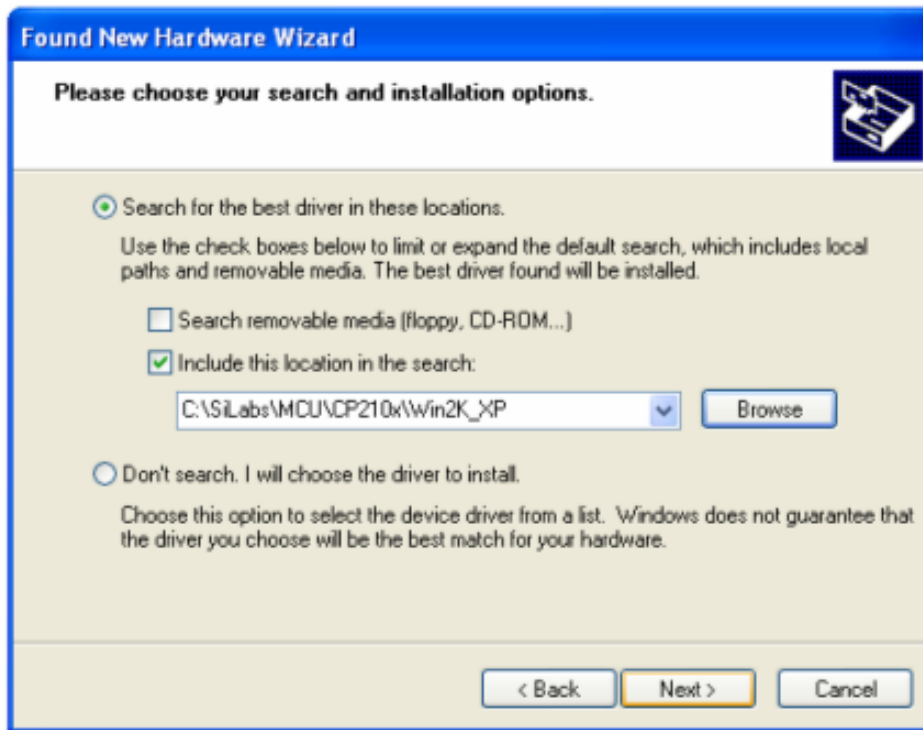 Found New Hardware Wizard
Please choose your search and installation options.
Search for the best driver in these locations.
Use the check boxes below to limit or expand the default search, which includes local
paths and removable media. The best driver found will be installed.
Search removable media (floppy, CD-ROM...)
Include this location in the search:
C:\SiLabs\MCU\CP210x\Win2K_XP
Browse
Don't search. I will choose the driver to install.
Choose this option to select the device driver from a list. Windows does not guarantee that
the driver you choose will be the best match for your hardware.
< Back
Next >
Cancel